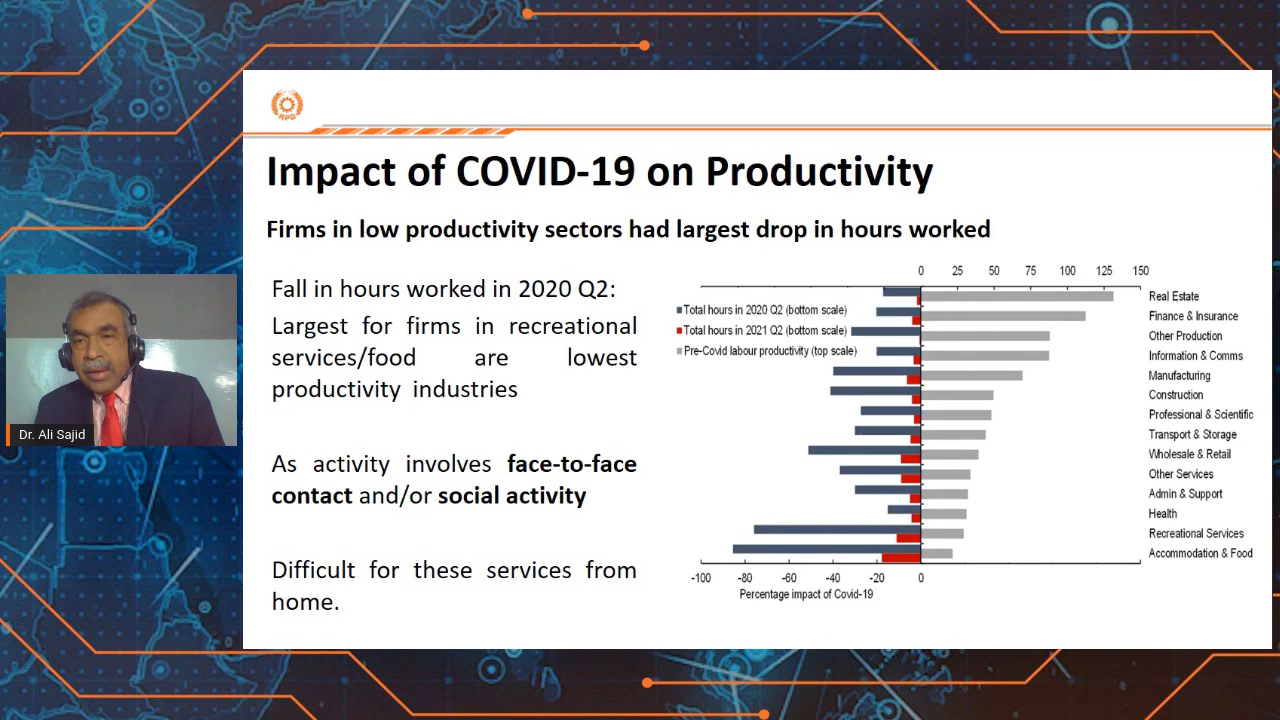 RPD
Impact of COVID-19 on Productivity
Firms in low productivity sectors had largest drop in hours worked
Fall in hours worked in 2020 Q2:
Largest for firms in recreational
services/food are lowest
productivity industries
As activity involves face-to-face
contact and/or social activity
Difficult for these services from
home.
0 25 50 75 100 125 150
Total hours in 2020 Q2 (bottom scale)
Total hours in 2021 Q2 (bottom scale)
Pre-Covid labour productivity (top scale)
Real Estate
Finance & Insurance
Other Production
Information & Comms
Manufacturing
Construction
Professional & Scientific
Transport & Storage
Wholesale & Retail
Other Services
Admin & Support
Health
Recreational Services
Accommodation & Food
-100 -80 -60 -40 -20 0
Percentage impact of Covid-19
Dr. Ali Sajid